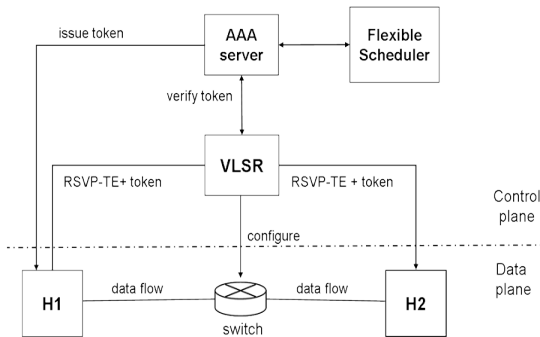 issue token
AAA
server
Flexible
Scheduler
verify token
VLSR
RSVP-TE+ token
RSVP-TE + token
Control
plane
configure
Data
plane
H1
data flow
data flow
H2
switch